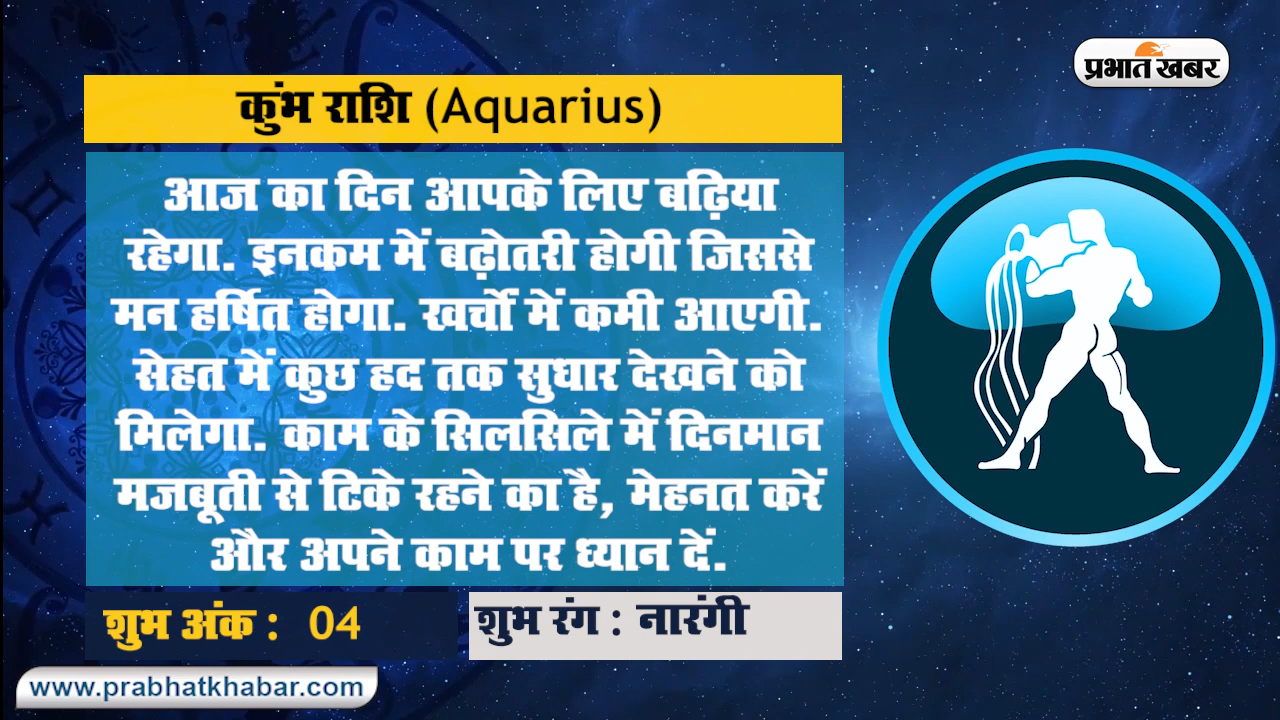 प्रभात खबर
कुंभ राशि (Aquarius)
आज का दिन आपके लिए बढ़िया
रहेगा. इनकम में बढ़ोतरी होगी जिससे
मन हर्षित होगा. खर्चो में कमी आएगी.
सेहत में कुछ हद तक सुधार देखने को
मिलेगा. काम के सिलसिले में दिनमान
मजबूती से टिके रहने का है, मेहनत करें
और अपने काम पर ध्यान दें.
शुभ अंक : 04
शुभ रंग : नारंगी
www.prabhatkhabar.com